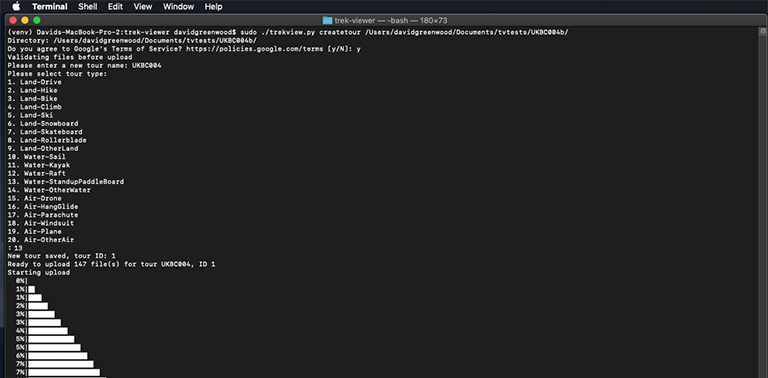 Terminal Shell Edit View Window Help
trek-viewer — -bash — 180×73
(venv) Davids-MacBook-Pro-2:trek-viewer davidgreenwood$ sudo ./trekview.py createtour /Users/davidgreenwood/Documents/tvtests/UKBC004b/
Directory: /Users/davidgreenwood/Documents/tvtests/UKBC004b/
Do you agree to Google's Terms of Service? https://policies.google.com/terms [y/N]: y
Validating files before upload
Please enter a new tour name: UKBC004
Please select tour type:
1. Land-Drive
2. Land-Hike
3. Land-Bike
4. Land-Climb
5. Land-Ski
6. Land-Snowboard
7. Land-Skateboard
8. Land-Rollerblade
9. Land-OtherLand
10. Water-Sail
11. Water-Kayak
12. Water-Raft
13. Water-StandupPaddleBoard
14. Water-OtherWater
15. Air-Drone
16. Air-HangGlide
17. Air-Parachute
18. Air-Windsuit
19. Air-Plane
20. Air-OtherAir
: 13
New tour saved, tour ID: 1
Ready to upload 147 file(s) for tour UKBC004, ID 1
Starting upload
0%|
1%|
1%|
2%|
3%|
3%|
4%|
5%|
5%|
6%|
7%|
7%|